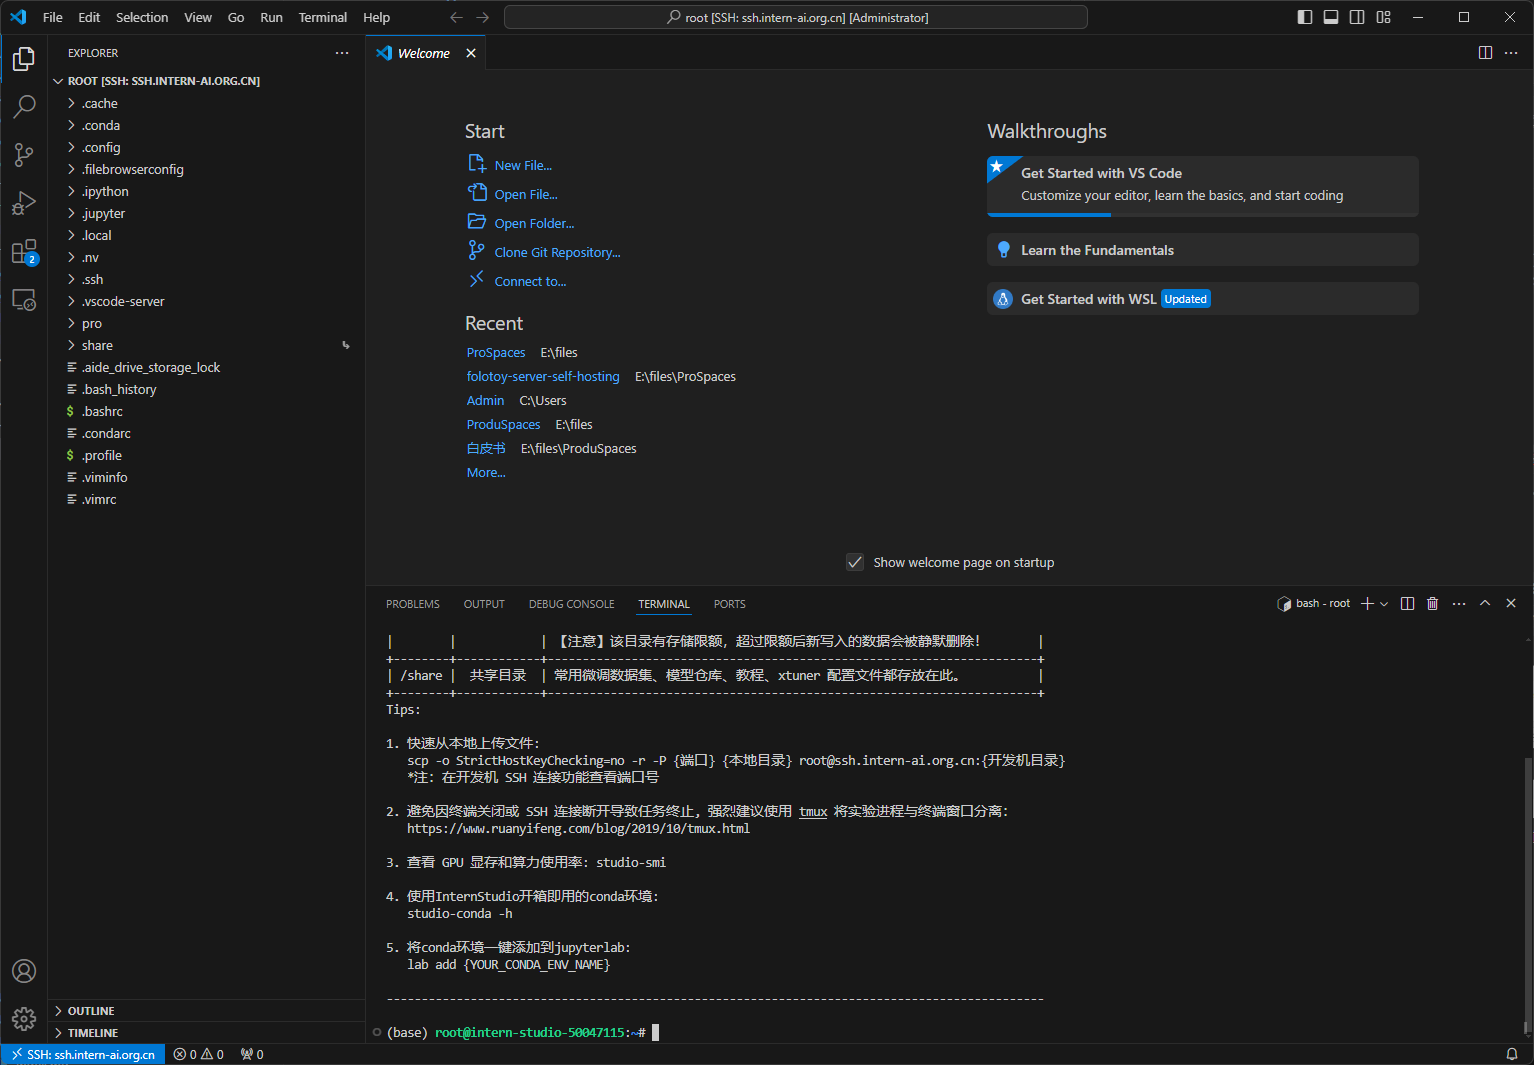 File Edit Selection View Go Run Terminal Help
root [SSH: ssh.intern-ai.org.cn] [Administrator]
EXPLORER
ROOT [SSH: SSH.INTERN-AI.ORG.CN]
.cache
.conda
.config
.filebrowserconfig
.ipython
.jupyter
.local
.nv
.ssh
.vscode-server
pro
share
.aide_drive_storage_lock
.bash_history
$ .bashrc
.condarc
$ .profile
.viminfo
.vimrc
OUTLINE
TIMELINE
2
Welcome
Start
New File...
Open File...
Open Folder...
Clone Git Repository...
Connect to...
Recent
ProSpaces E:\files
folotoy-server-self-hosting E:\files\ProSpaces
Admin C:\Users
ProduSpaces E:\files
白皮书 E:\files\ProduSpaces
More...
Walkthroughs
Get Started with VS Code
Customize your editor, learn the basics, and start coding
Learn the Fundamentals
Get Started with WSL Updated
Show welcome page on startup
PROBLEMS OUTPUT DEBUG CONSOLE TERMINAL PORTS
bash - root
| | | 【注意】该目录有存储限额，超过限额后新写入的数据会被静默删除! |
+--------+------------+----------------------------------------------------------------------+
| /share | 共享目录 | 常用微调数据集、模型仓库、教程、xtuner 配置文件都存放在此。 |
+--------+------------+----------------------------------------------------------------------+
Tips:
1. 快速从本地上传文件:
scp -o StrictHostKeyChecking=no -r -P {端口} {本地目录} root@ssh.intern-ai.org.cn:{开发机目录}
*注: 在开发机 SSH 连接功能查看端口号
2. 避免因终端关闭或 SSH 连接断开导致任务终止, 强烈建议使用 tmux 将实验进程与终端窗口分离:
https://www.ruanyifeng.com/blog/2019/10/tmux.html
3. 查看 GPU 显存和算力使用率: studio-smi
4. 使用InternStudio开箱即用的conda环境:
studio-conda -h
5. 将conda环境一键添加到jupyterlab:
lab add {YOUR_CONDA_ENV_NAME}
----------------------------------------------------------------------------------------------
(base) root@intern-studio-50047115:~#
SSH: ssh.intern-ai.org.cn 0 0 0